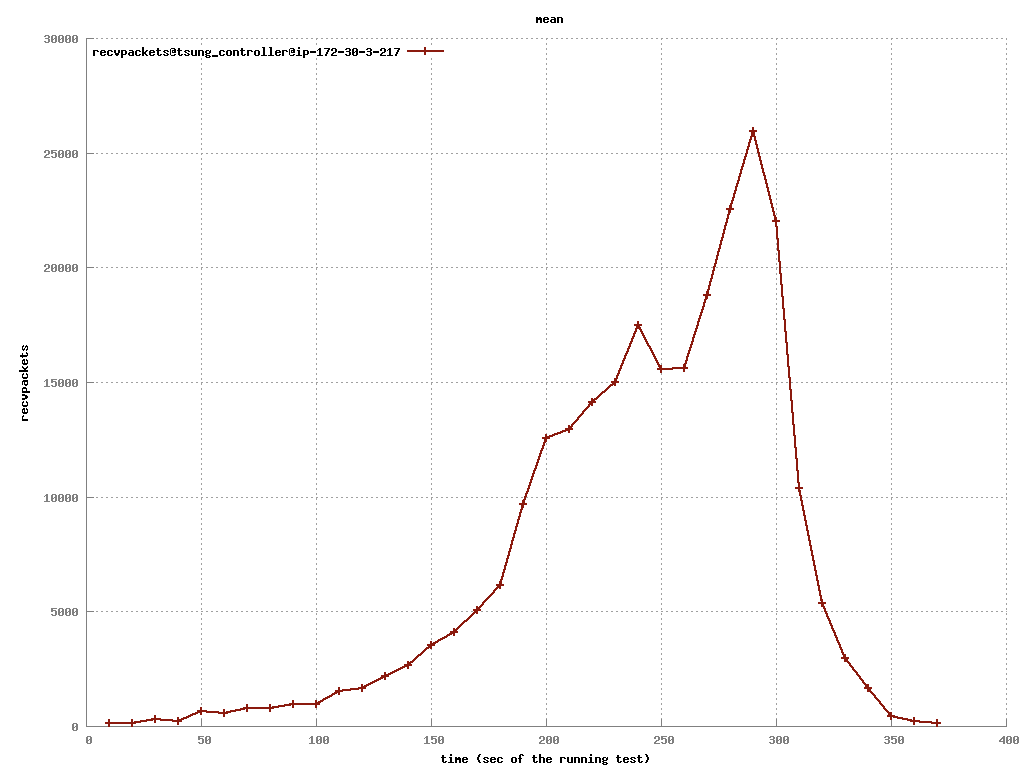 mean
30000
recvpackets@tsung_controller@ip-172-30-3-217
25000
20000
15000
10000
5000
0
recvpackets
0 50 100 150 200 250 300 350 400
time (sec of the running test)